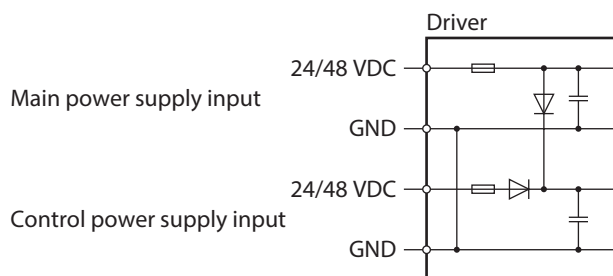 Driver
24/48 VDC
Main power supply input
GND
24/48 VDC
Control power supply input
GND